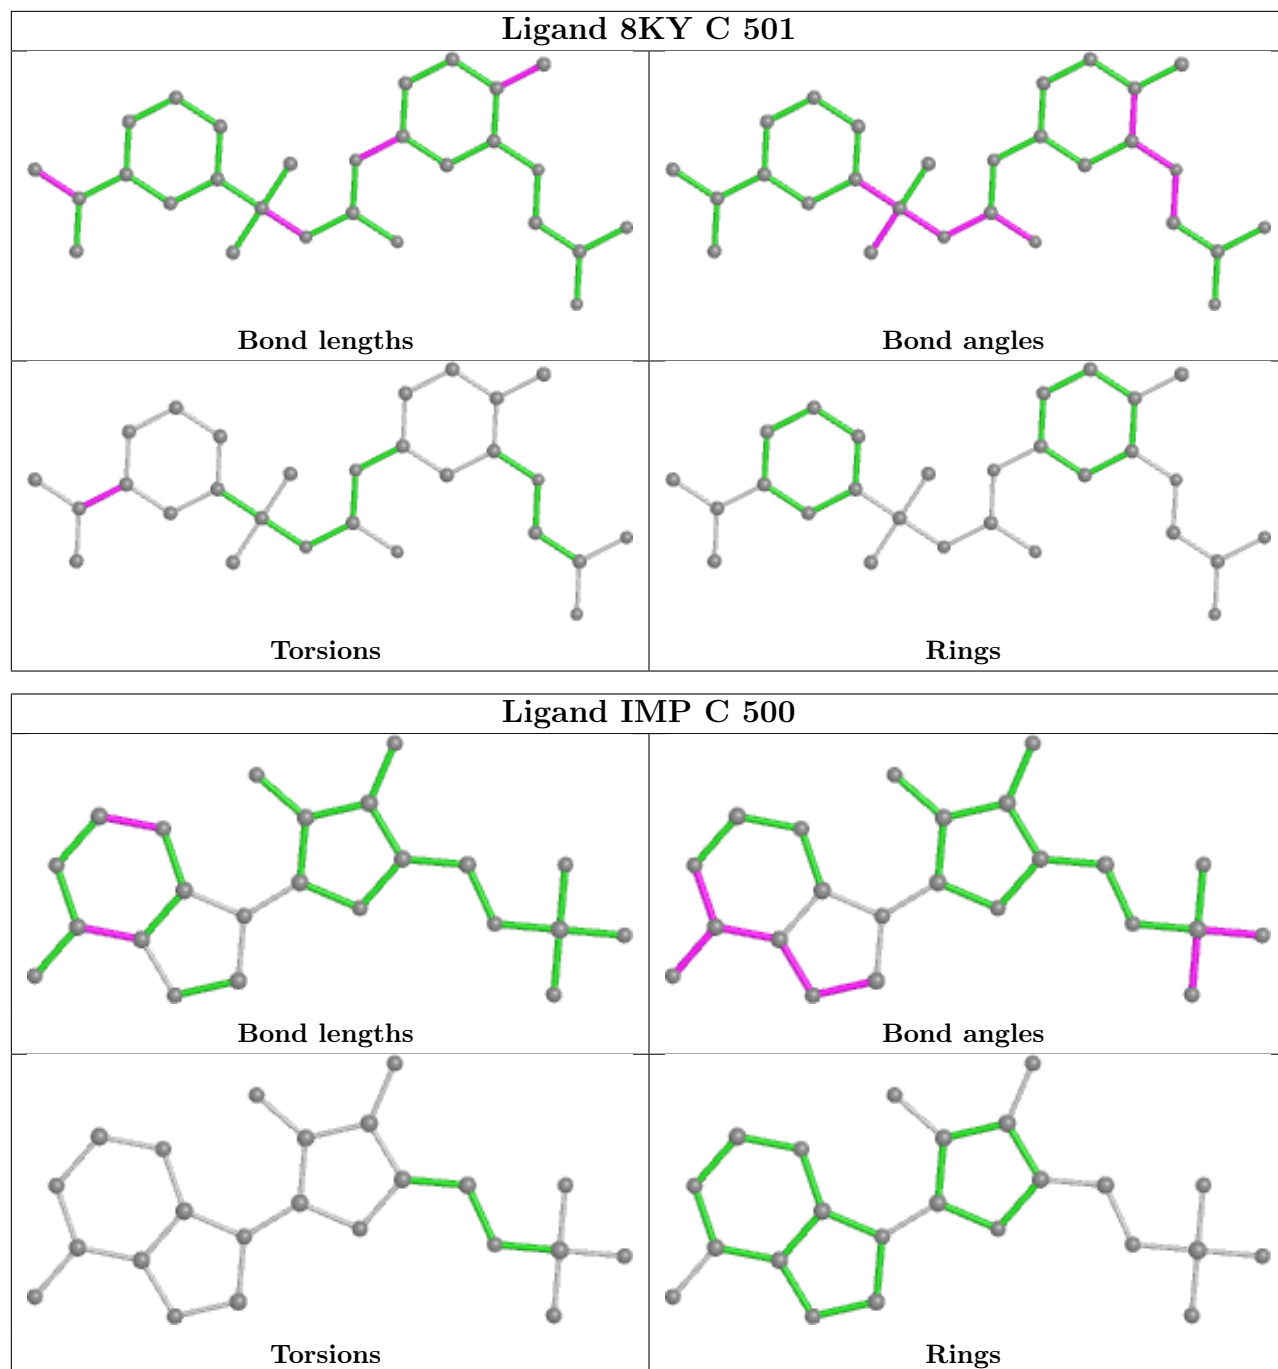 Ligand 8KY C 501
Bond lengths
Bond angles
Torsions
Rings
Ligand IMP C 500
Bond lengths
Bond angles
Torsions
Rings